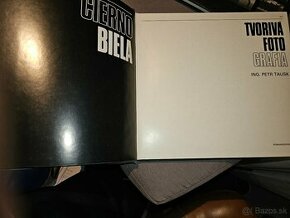 ČIERNO
BIELA
TVORIVÁ
FOTO
GRAFIA
ING. PETR TAUSK
Bazos.sk